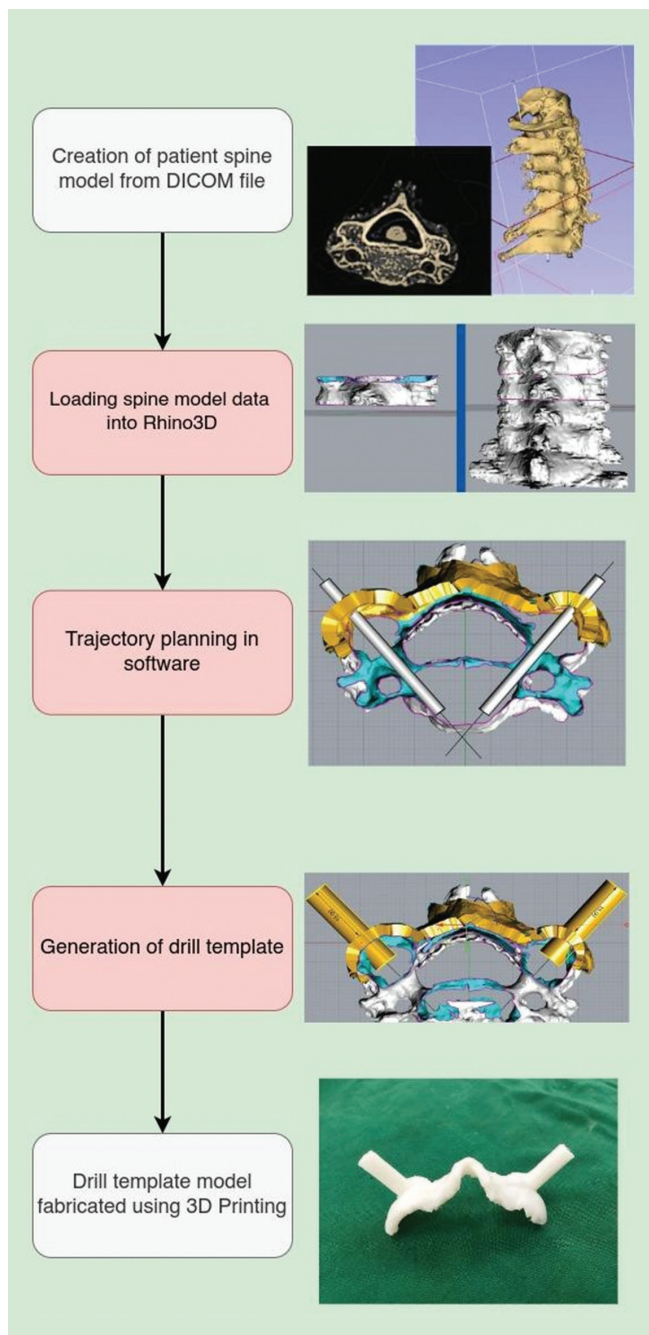 Creation of patient spine
model from DICOM file
Loading spine model data
into Rhino3D
Trajectory planning in
software
Generation of drill template
Drill template model
fabricated using 3D Printing